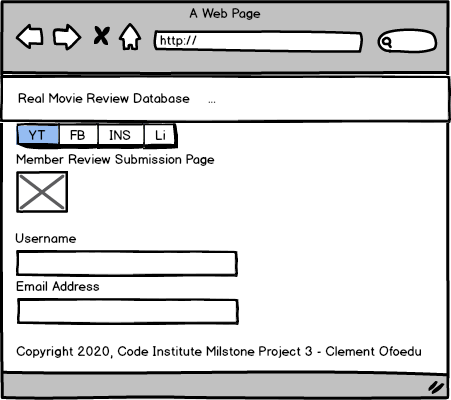 A Web Page
http://
Real Movie Review Database ...
YT FB INS Li
Member Review Submission Page
Username
Email Address
Copyright 2020, Code Institute Milstone Project 3 - Clement Ofoedu